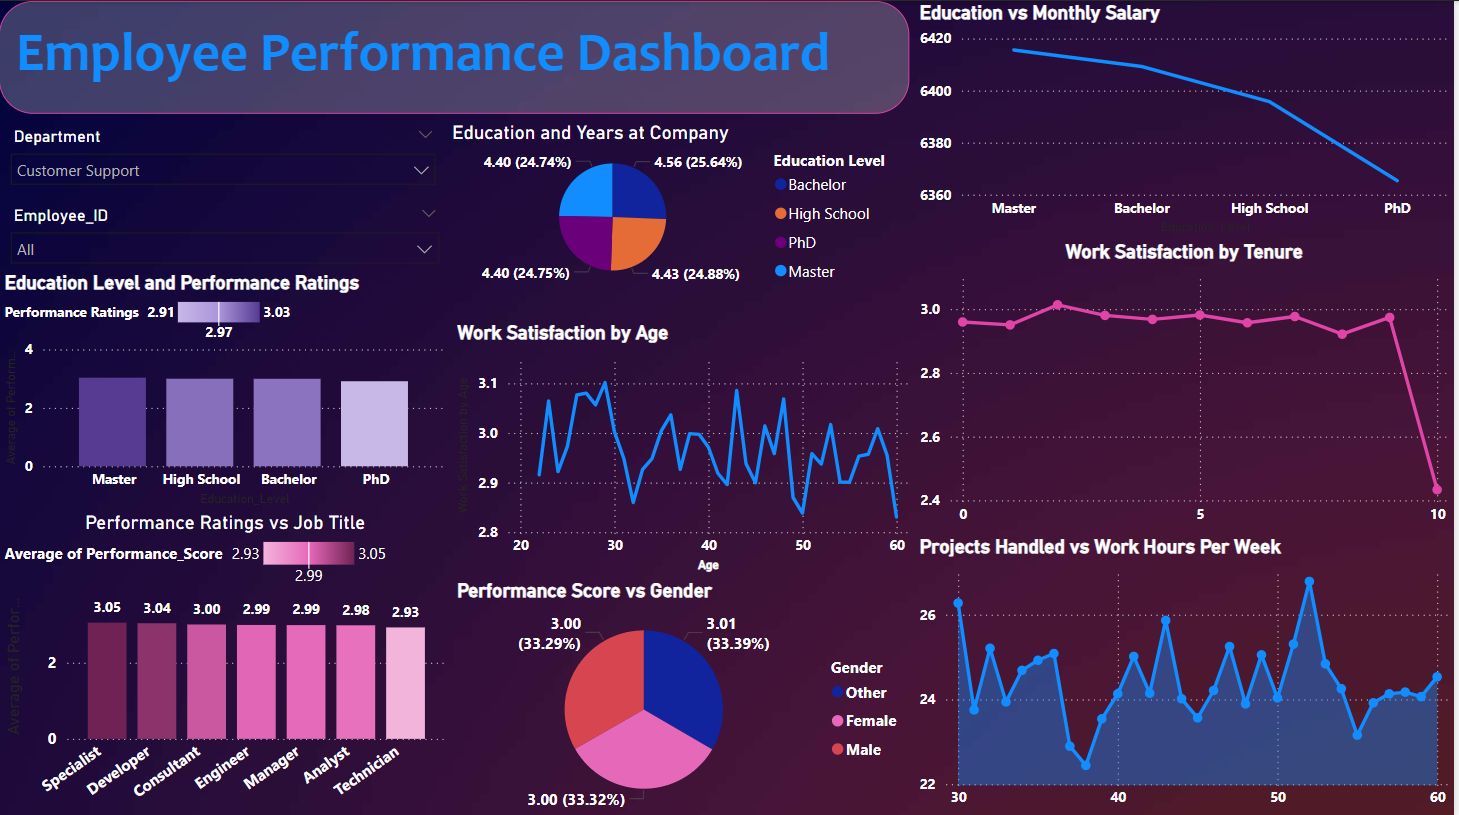 Employee Performance Dashboard
Department
Customer Support
Employee_ID
All
Education Level and Performance Ratings
Performance Ratings 2.91 3.03
2.97
Average of Perform...
4
2
0
Master High School Bachelor PhD
Education_Level
Performance Ratings vs Job Title
Average of Performance_Score 2.93 3.05
2.99
Average of Perfor...
3.05 3.04 3.00 2.99 2.99 2.98 2.93
2
0
Specialist Developer Consultant Engineer Manager Analyst Technician
Education and Years at Company
4.40 (24.74%) 4.56 (25.64%)
4.40 (24.75%) 4.43 (24.88%)
Education Level
Bachelor
High School
PhD
Master
Work Satisfaction by Age
Work Satisfaction by Age
3.1
3.0
2.9
2.8
20 30 40 50 60
Age
Performance Score vs Gender
3.00
(33.29%)
3.01
(33.39%)
3.00 (33.32%)
Gender
Other
Female
Male
Education vs Monthly Salary
6420
6400
6380
6360
Master Bachelor High School PhD
Education Level
Work Satisfaction by Tenure
3.0
2.8
2.6
2.4
0 5 10
Projects Handled vs Work Hours Per Week
26
24
22
30 40 50 60